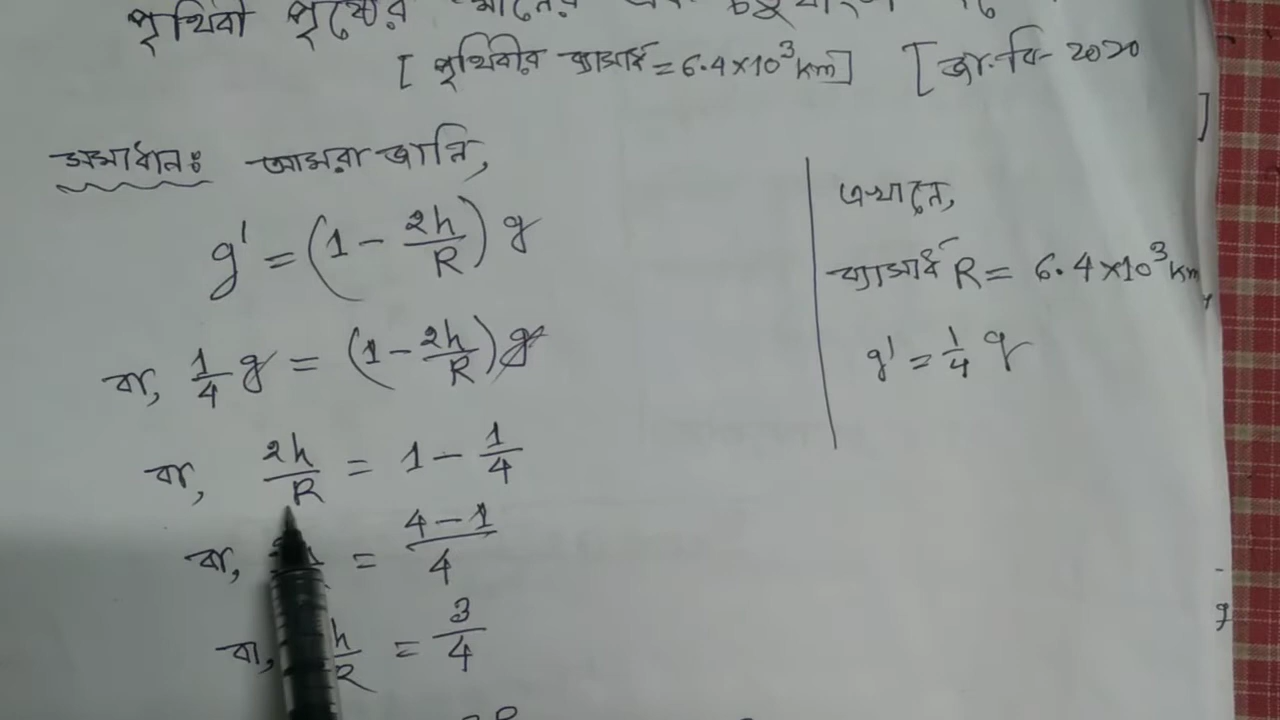 পৃথিবী পৃষ্ঠের
[ পৃথিবীর ব্যাসার্ধ = 6.4×10³ km ] [ জা.বি- 2020 ]
সমাধানঃ আমরা জানি,
g' = (1 - 2h/R) g
বা, 1/4 g = (1 - 2h/R) g
বা, 2h/R = 1 - 1/4
বা, = (4 - 1)/4
বা, h/R = 3/4
এখানে,
ব্যাসার্ধ R = 6.4×10³ km
g' = 1/4 g